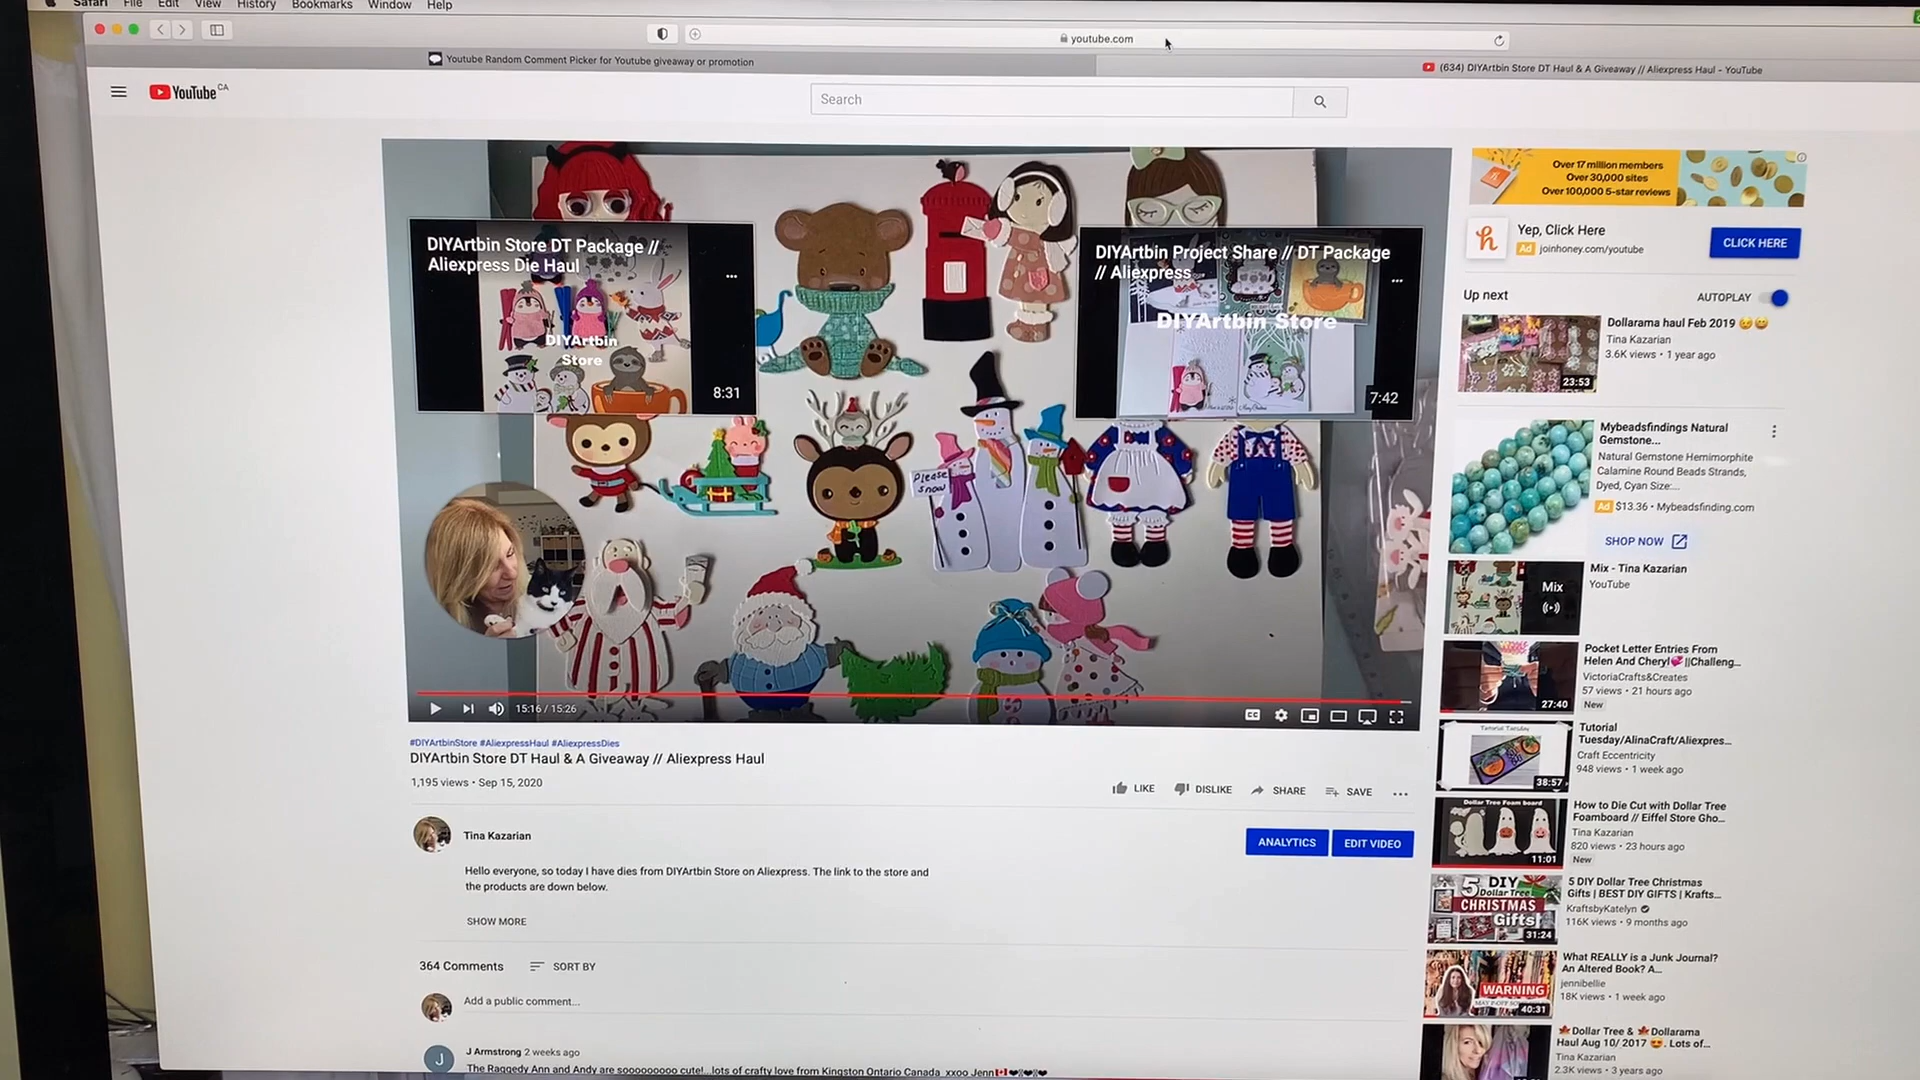 Safari File Edit View History Bookmarks Window Help
youtube.com
Youtube Random Comment Picker for Youtube giveaway or promotion
(634) DIYArtbin Store DT Haul & A Giveaway // Aliexpress Haul - YouTube
YouTube CA
Search
DIYArtbin Store DT Package //
Aliexpress Die Haul
DIYArtbin
Store
8:31
DIYArtbin Project Share // DT Package
// Aliexpress
DIYArtbin Store
7:42
Please
snow
15:16 / 15:26
CC
#DIYArtbinStore #AliexpressHaul #AliexpressDies
DIYArtbin Store DT Haul & A Giveaway // Aliexpress Haul
1,195 views • Sep 15, 2020
LIKE DISLIKE SHARE SAVE
Tina Kazarian
ANALYTICS
EDIT VIDEO
Hello everyone, so today I have dies from DIYArtbin Store on Aliexpress. The link to the store and
the products are down below.
SHOW MORE
364 Comments SORT BY
Add a public comment...
J
J Armstrong 2 weeks ago
The Raggedy Ann and Andy are sooooooooo cute!...lots of crafty love from Kingston Ontario Canada xxoo Jenn
Over 17 million members
Over 30,000 sites
Over 100,000 5-star reviews
h
Yep, Click Here
Ad joinhoney.com/youtube
CLICK HERE
Up next
AUTOPLAY
Dollarama haul Feb 2019
Tina Kazarian
3.6K views • 1 year ago
23:53
Mybeadsfindings Natural
Gemstone...
Natural Gemstone Hemimorphite
Calamine Round Beads Strands,
Dyed, Cyan Size:...
Ad $13.36 • Mybeadsfinding.com
SHOP NOW
Mix
Mix - Tina Kazarian
YouTube
Pocket Letter Entries From
Helen And Cheryl ||Challeng...
VictoriaCrafts&Creates
57 views • 21 hours ago
New
27:40
Tutorial Tuesday
Tutorial
Tuesday/AlinaCraft/Aliexpres...
Craft Eccentricity
948 views • 1 week ago
38:57
Dollar Tree Foam board
How to Die Cut with Dollar Tree
Foamboard // Eiffel Store Gho...
Tina Kazarian
820 views • 23 hours ago
New
11:01
5 DIY
Dollar Tree
CHRISTMAS
Gifts!
31:24
5 DIY Dollar Tree Christmas
Gifts | BEST DIY GIFTS | Krafts...
KraftsbyKatelyn
116K views • 9 months ago
WARNING
40:31
What REALLY is a Junk Journal?
An Altered Book? A...
jennibellie
18K views • 1 week ago
Dollar Tree & Dollarama
Haul Aug 10/ 2017 . Lots of...
Tina Kazarian
2.3K views • 3 years ago